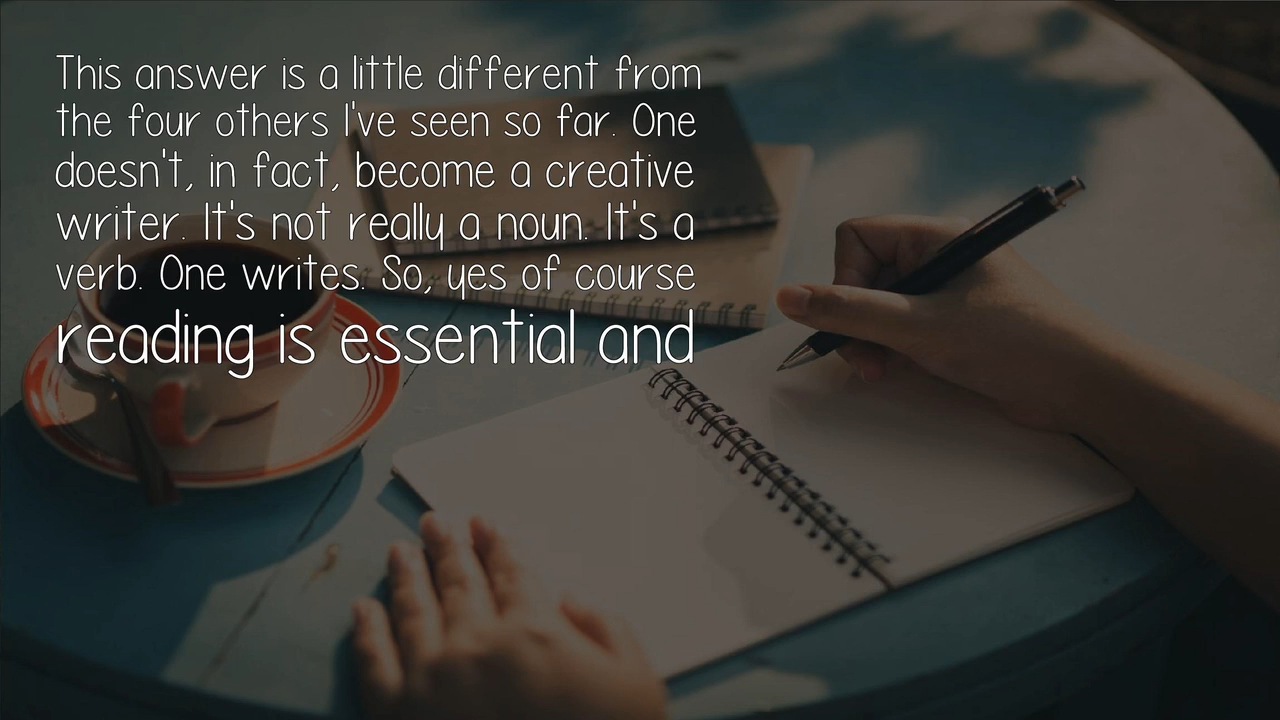 This answer is a little different from
the four others I've seen so far. One
doesn't, in fact, become a creative
writer. It's not really a noun. It's a
verb. One writes. So, yes of course
reading is essential and